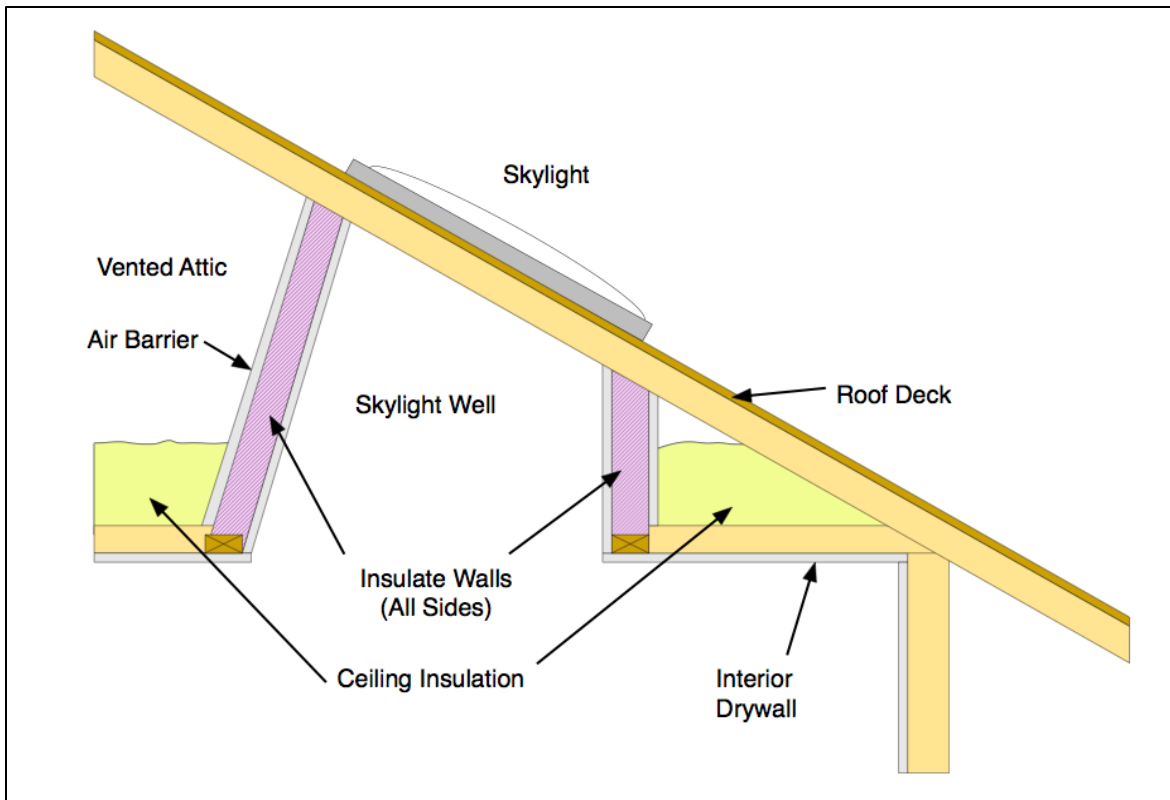 Skylight
Vented Attic
Air Barrier
Skylight Well
Roof Deck
Insulate Walls
(All Sides)
Ceiling Insulation
Interior
Drywall